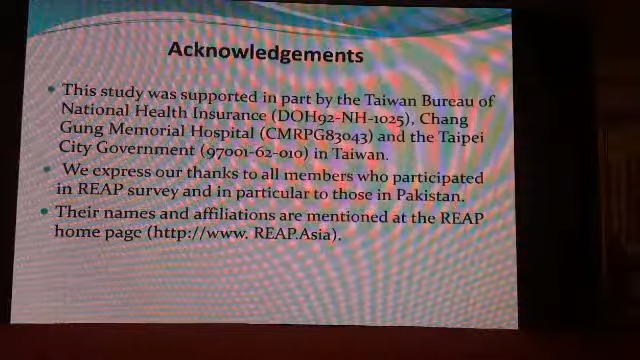 Acknowledgements
• This study was supported in part by the Taiwan Bureau of
National Health Insurance (DOH92-NH-1025), Chang
Gung Memorial Hospital (CMRPG83043) and the Taipei
City Government (97001-62-010) in Taiwan.
• We express our thanks to all members who participated
in REAP survey and in particular to those in Pakistan.
• Their names and affiliations are mentioned at the REAP
home page (http://www. REAP.Asia).